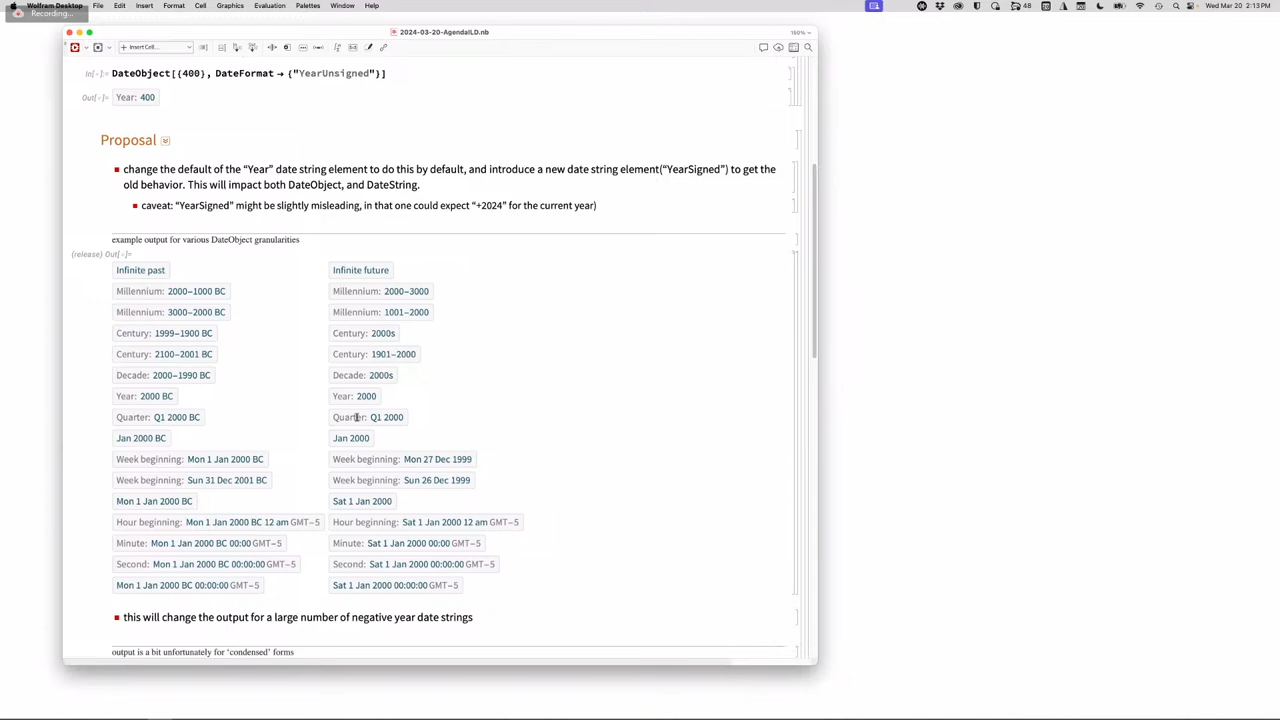 Wolfram Desktop File Edit Insert Format Cell Graphics Evaluation Palettes Window Help 48 Wed Mar 20 2:13 PM
Recording...
2024-03-20-AgendaILD.nb
160%
Insert Cell...
In[•]:= DateObject[{400}, DateFormat → {"YearUnsigned"}]
Out[•]= Year: 400
Proposal
change the default of the “Year” date string element to do this by default, and introduce a new date string element(“YearSigned”) to get the
old behavior. This will impact both DateObject, and DateString.
caveat: “YearSigned” might be slightly misleading, in that one could expect “+2024” for the current year)
example output for various DateObject granularities
(release) Out[•]=
Infinite past Infinite future
Millennium: 2000–1000 BC Millennium: 2000–3000
Millennium: 3000–2000 BC Millennium: 1001–2000
Century: 1999–1900 BC Century: 2000s
Century: 2100–2001 BC Century: 1901–2000
Decade: 2000–1990 BC Decade: 2000s
Year: 2000 BC Year: 2000
Quarter: Q1 2000 BC Quarter: Q1 2000
Jan 2000 BC Jan 2000
Week beginning: Mon 1 Jan 2000 BC Week beginning: Mon 27 Dec 1999
Week beginning: Sun 31 Dec 2001 BC Week beginning: Sun 26 Dec 1999
Mon 1 Jan 2000 BC Sat 1 Jan 2000
Hour beginning: Mon 1 Jan 2000 BC 12 am GMT−5 Hour beginning: Sat 1 Jan 2000 12 am GMT−5
Minute: Mon 1 Jan 2000 BC 00:00 GMT−5 Minute: Sat 1 Jan 2000 00:00 GMT−5
Second: Mon 1 Jan 2000 BC 00:00:00 GMT−5 Second: Sat 1 Jan 2000 00:00:00 GMT−5
Mon 1 Jan 2000 BC 00:00:00 GMT−5 Sat 1 Jan 2000 00:00:00 GMT−5
this will change the output for a large number of negative year date strings
output is a bit unfortunately for ‘condensed’ forms